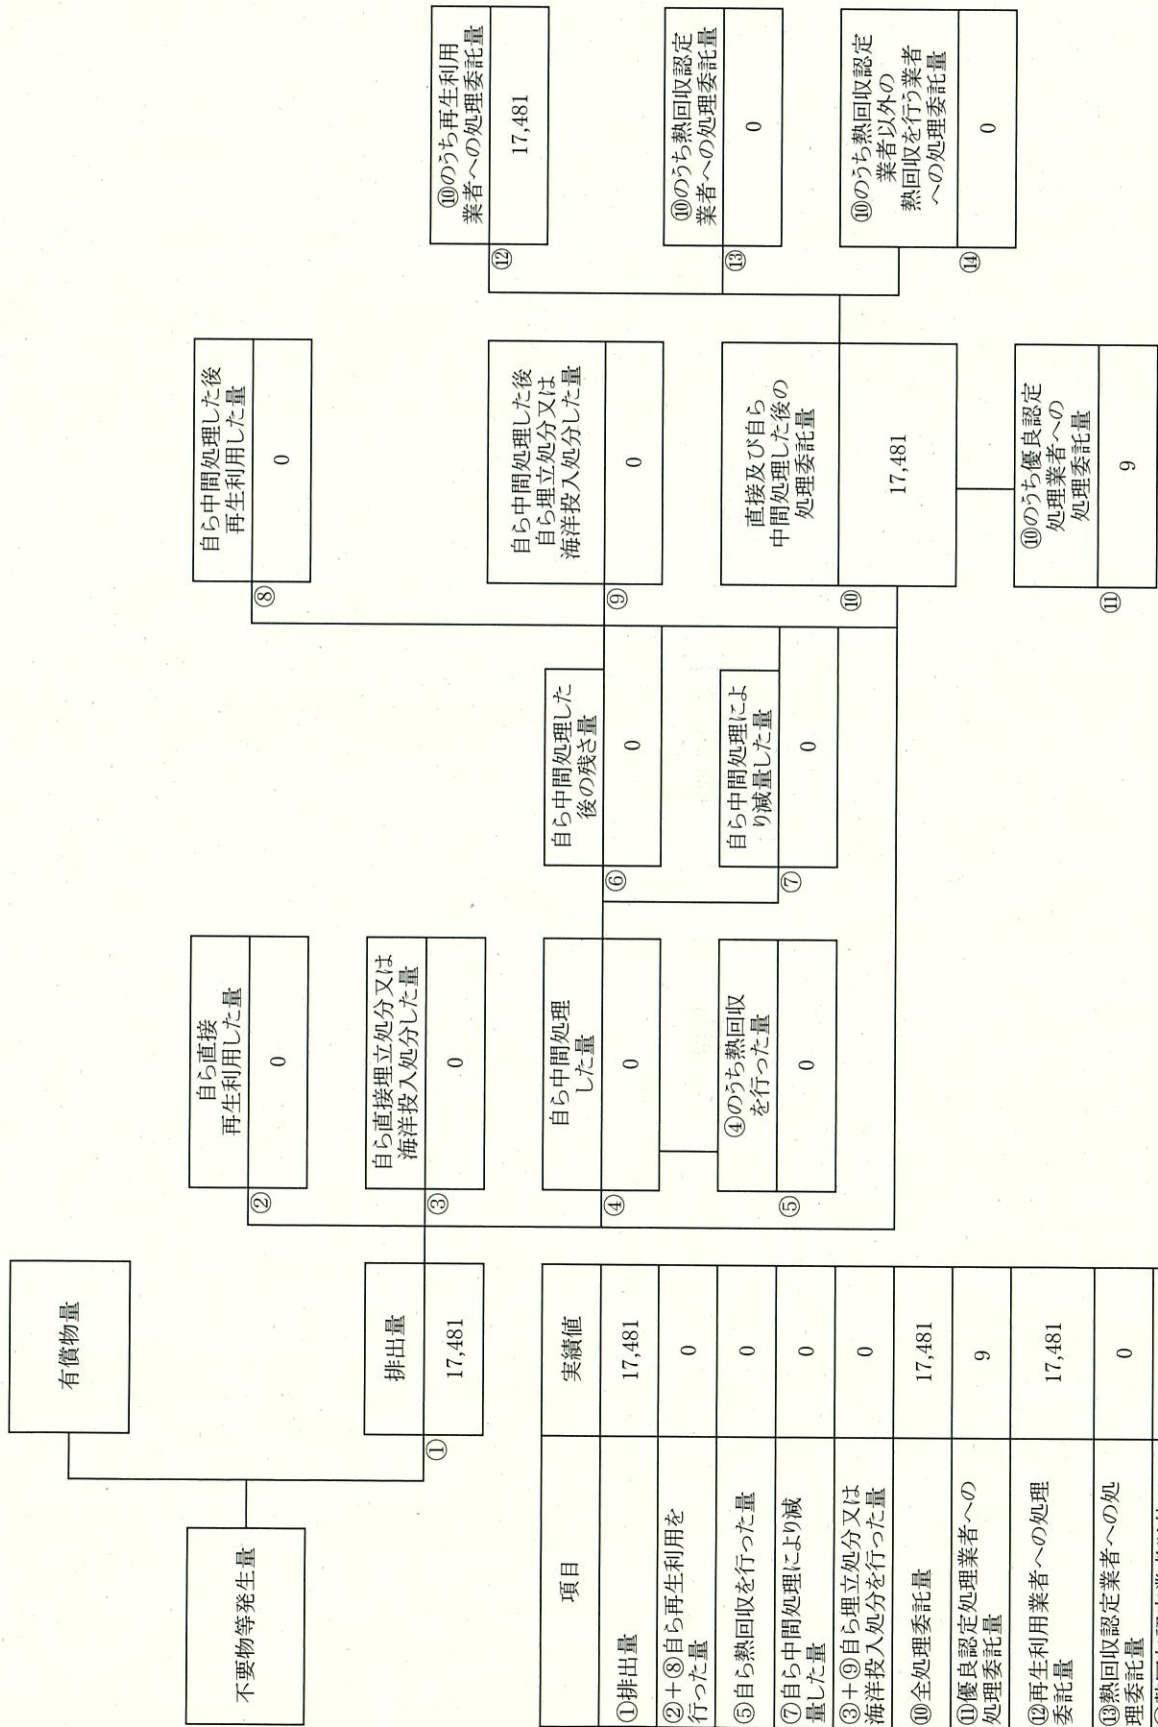 不要物等発生量
有償物量
①
排出量
17,481
②
自ら直接
再生利用した量
0
③
自ら直接埋立処分又は
海洋投入処分した量
0
④
自ら中間処理
した量
0
⑤
④のうち熱回収
を行った量
0
⑥
自ら中間処理した
後の残さ量
0
⑦
自ら中間処理によ
り減量した量
0
⑧
自ら中間処理した後
再生利用した量
0
⑨
自ら中間処理した後
自ら埋立処分又は
海洋投入処分した量
0
⑩
直接及び自ら
中間処理した後の
処理委託量
17,481
⑪
⑩のうち優良認定
処理業者への
処理委託量
9
⑫
⑩のうち再生利用
業者への処理委託量
17,481
⑬
⑩のうち熱回収認定
業者への処理委託量
0
⑭
⑩のうち熱回収認定
業者以外の
熱回収を行う業者
への処理委託量
0
項目 実績値
①排出量 17,481
②+⑧自ら再生利用を
行った量 0
⑤自ら熱回収を行った量 0
⑦自ら中間処理により減
量した量 0
③+⑨自ら埋立処分又は
海洋投入処分を行った量 0
⑩全処理委託量 17,481
⑪優良認定処理業者への
処理委託量 9
⑫再生利用業者への処理
委託量 17,481
⑬熱回収認定業者への処
理委託量 0